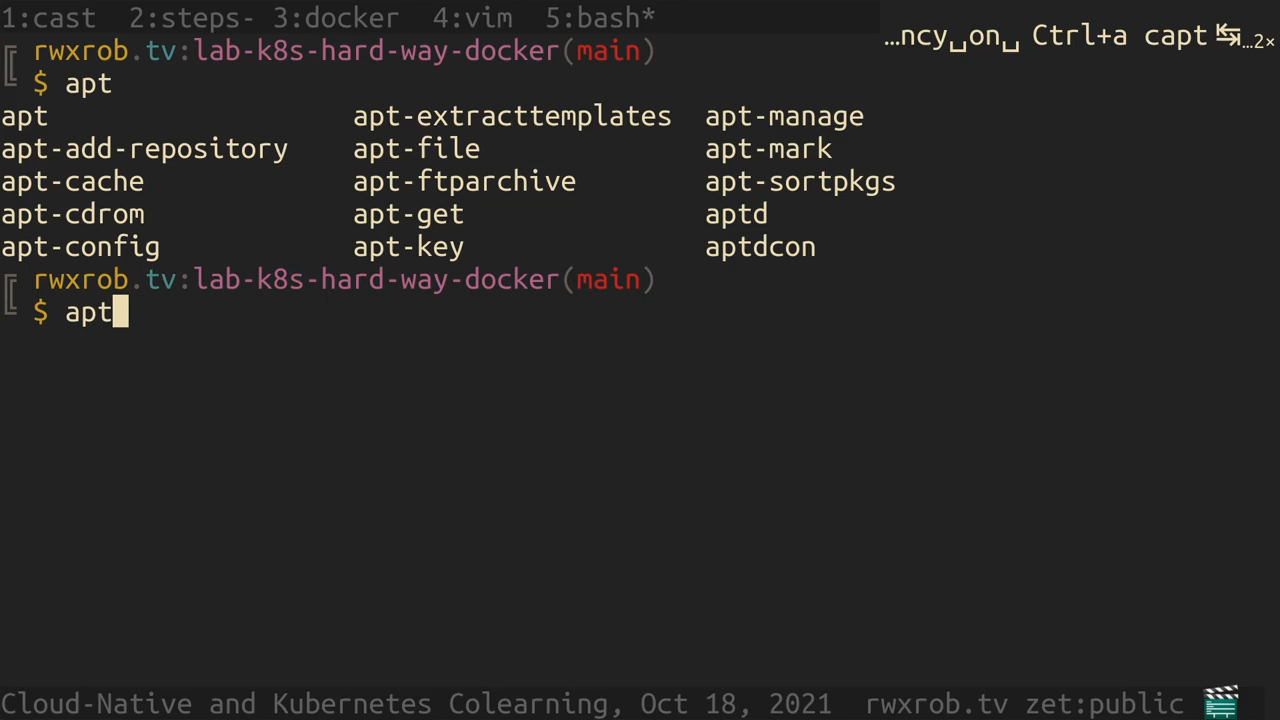 1:cast  2:steps- 3:docker  4:vim  5:bash*
…ncy␣on␣ Ctrl+a capt ↹…2×
rwxrob.tv:lab-k8s-hard-way-docker(main)
$ apt
apt apt-extracttemplates apt-manage
apt-add-repository apt-file apt-mark
apt-cache apt-ftparchive apt-sortpkgs
apt-cdrom apt-get aptd
apt-config apt-key aptdcon
rwxrob.tv:lab-k8s-hard-way-docker(main)
$ apt
Cloud-Native and Kubernetes Colearning, Oct 18, 2021  rwxrob.tv zet:public